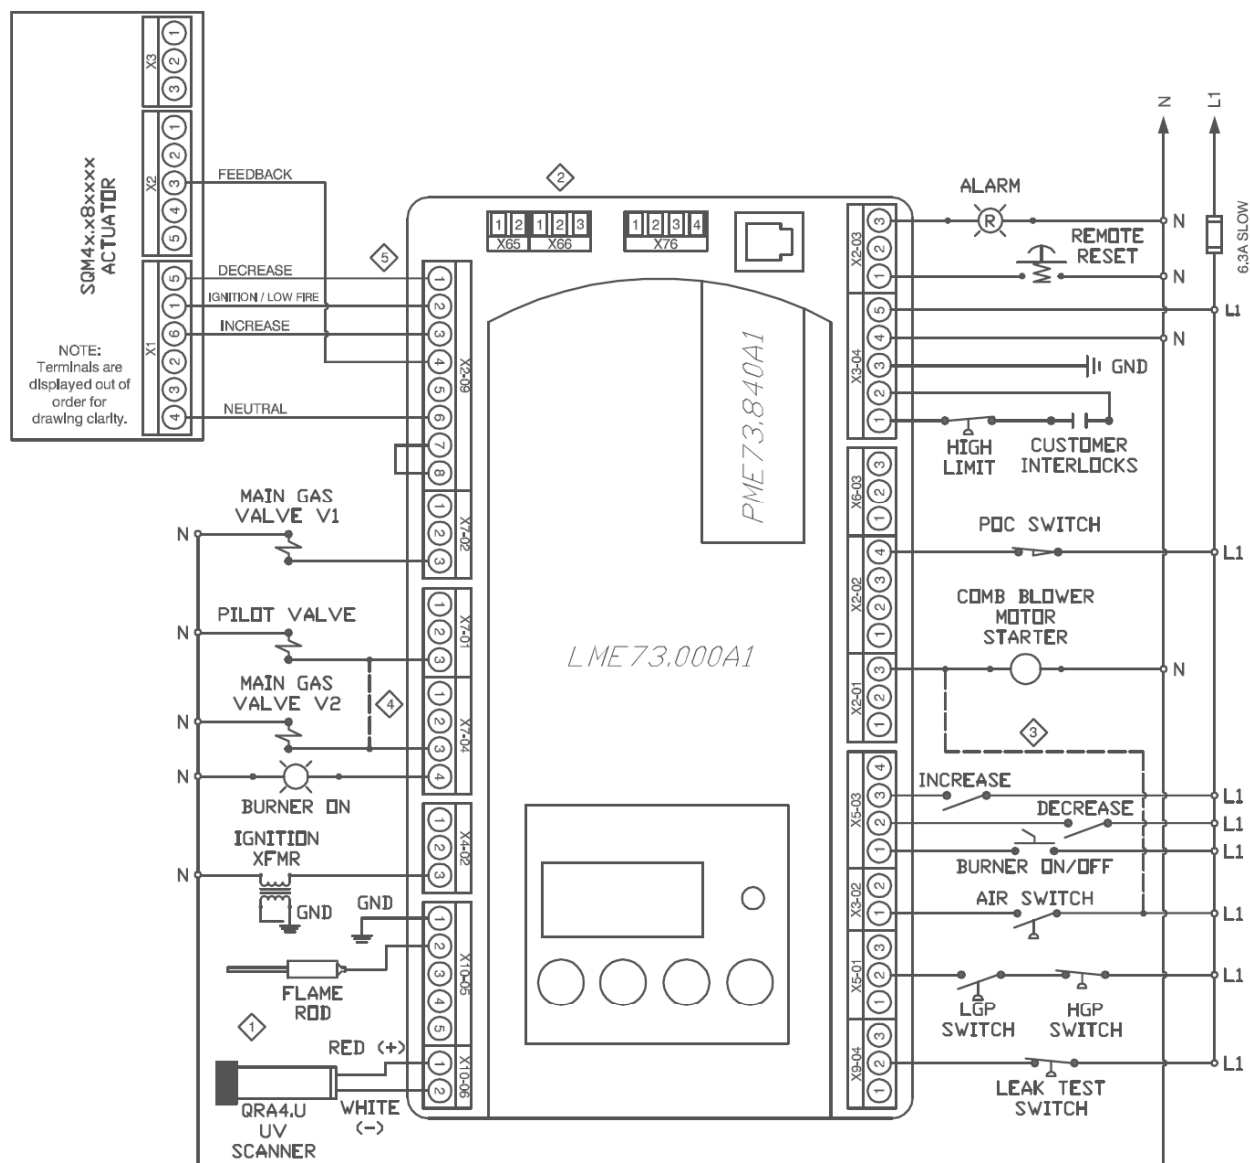 SQM4x.x8xxxx
ACTUATOR
X3
1
2
3
X2
1
2
3
4
5
X1
5
1
6
2
3
4
NOTE:
Terminals are
displayed out of
order for
drawing clarity.
FEEDBACK
DECREASE
IGNITION / LOW FIRE
INCREASE
NEUTRAL
5
2
1 2 1 2 3
X65 X66
1 2 3 4
X76
X2-09
1
2
3
4
5
6
7
8
X7-02
1
2
3
X7-01
1
2
3
X7-04
1
2
3
4
X4-02
1
2
3
X10-05
1
2
3
4
5
X10-06
1
2
MAIN GAS
VALVE V1
N
PILOT VALVE
N
MAIN GAS
VALVE V2
N
4
N
BURNER ON
IGNITION
XFMR
N
GND
GND
FLAME
ROD
1
RED (+)
WHITE
(-)
QRA4.U
UV
SCANNER
PME73.840A1
LME73.000A1
X2-03
3
2
1
X3-04
5
4
3
2
1
X6-03
3
2
1
X2-02
4
3
2
1
X2-01
3
2
1
X5-03
4
3
2
1
X3-02
2
1
X5-01
3
2
1
X9-04
3
2
1
N
L1
6.3A SLOW
ALARM
R
N
REMOTE
RESET
N
L1
N
GND
HIGH
LIMIT
CUSTOMER
INTERLOCKS
POC SWITCH
L1
COMB BLOWER
MOTOR
STARTER
N
3
INCREASE
L1
DECREASE
L1
BURNER ON/OFF
L1
AIR SWITCH
L1
LGP
SWITCH
HGP
SWITCH
L1
LEAK TEST
SWITCH
L1